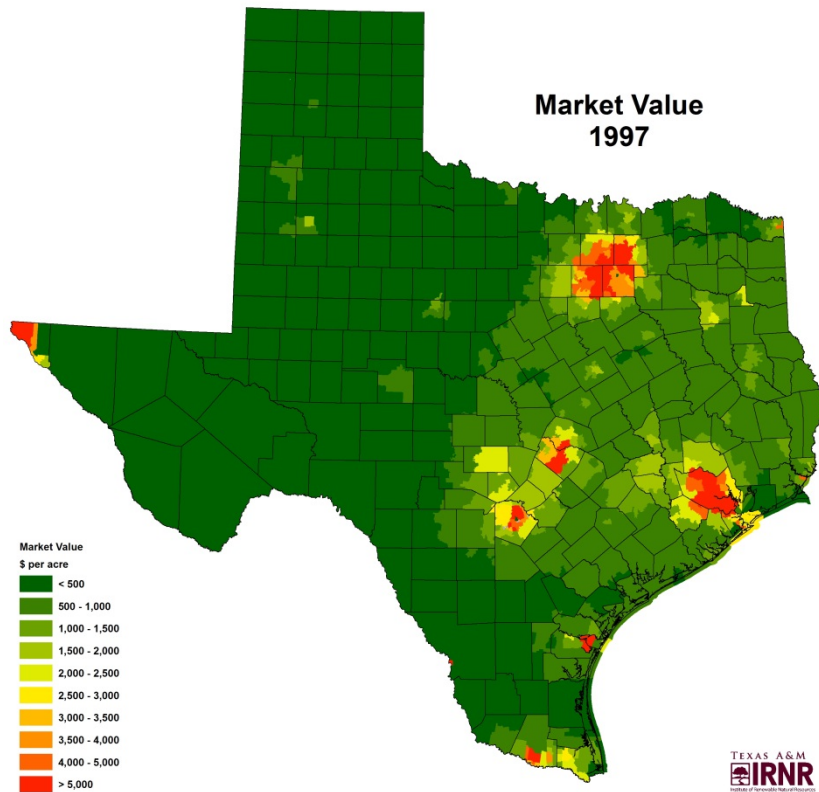 Market Value
1997
Market Value
$ per acre
< 500
500 - 1,000
1,000 - 1,500
1,500 - 2,000
2,000 - 2,500
2,500 - 3,000
3,000 - 3,500
3,500 - 4,000
4,000 - 5,000
> 5,000
TEXAS A&M
IRNR
Institute of Renewable Natural Resources